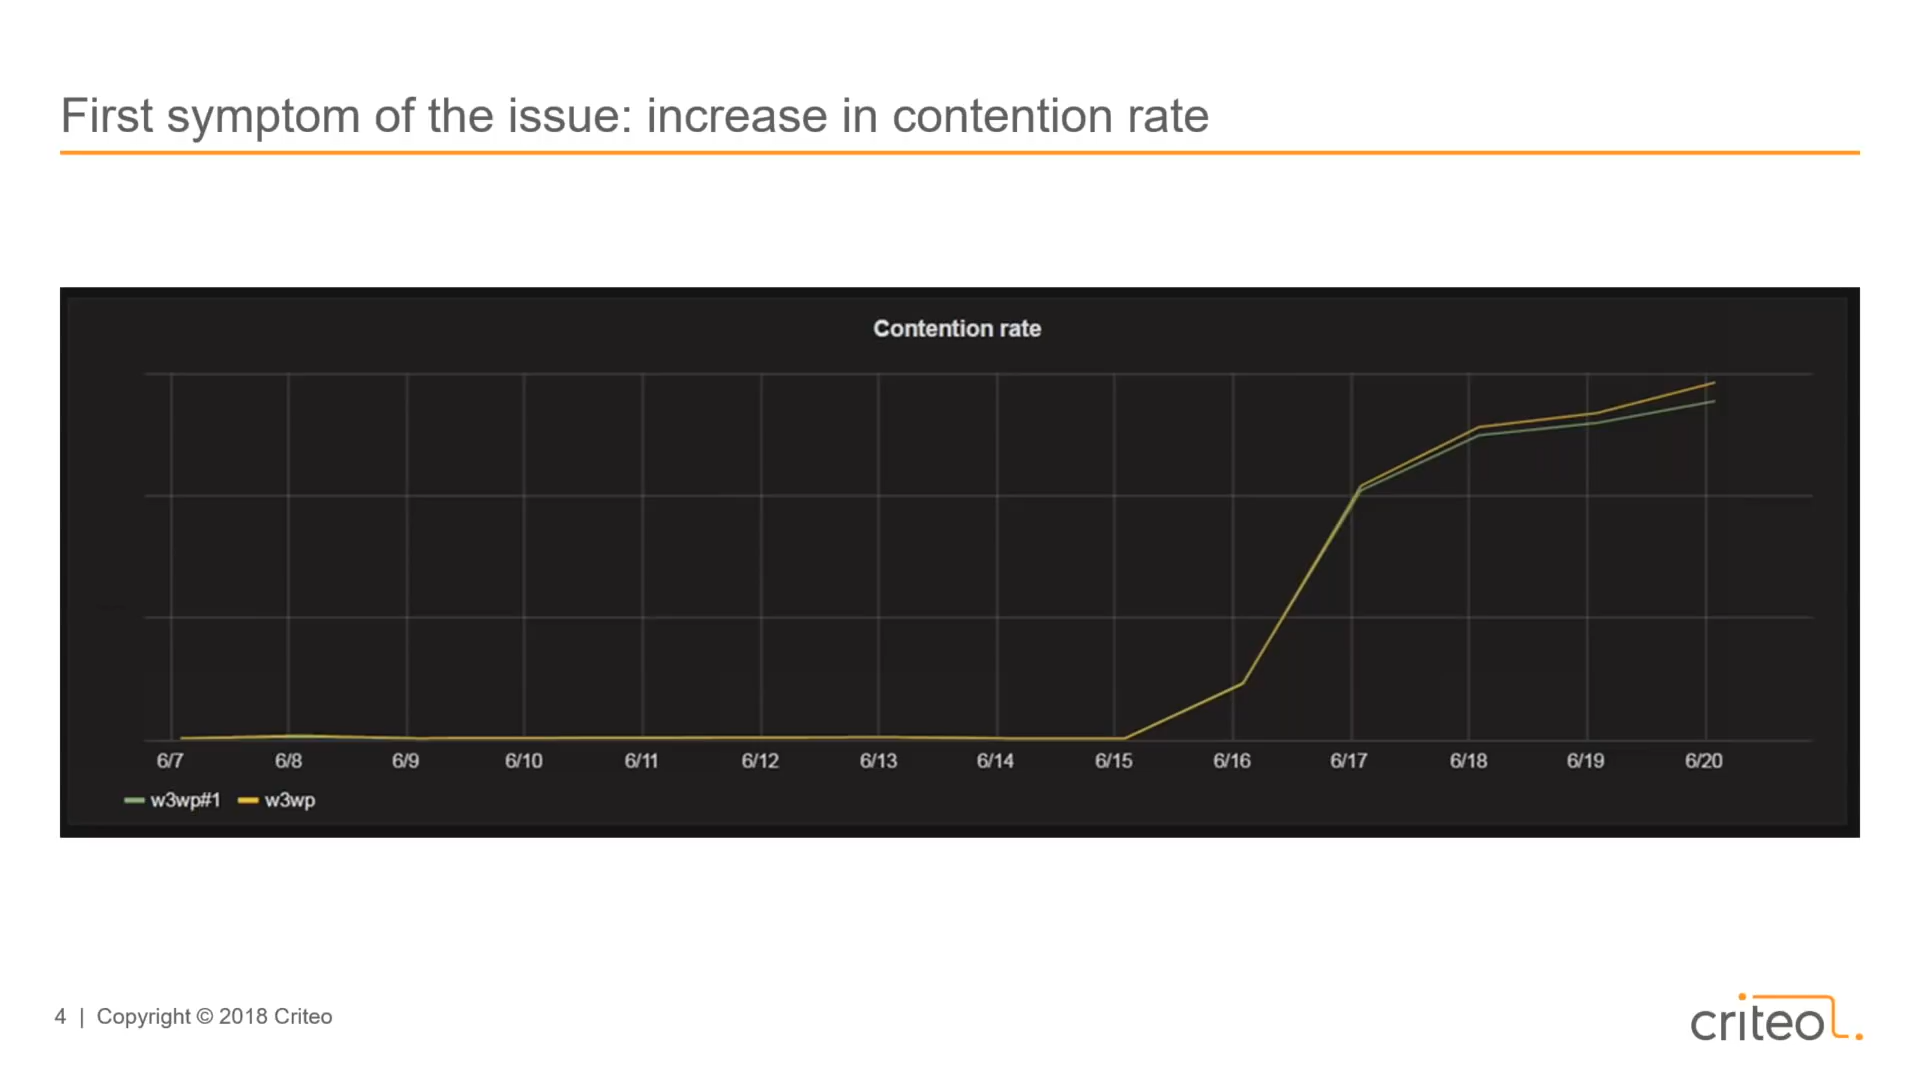 First symptom of the issue: increase in contention rate
Contention rate
6/7 6/8 6/9 6/10 6/11 6/12 6/13 6/14 6/15 6/16 6/17 6/18 6/19 6/20
w3wp#1 w3wp
4 | Copyright © 2018 Criteo
criteo